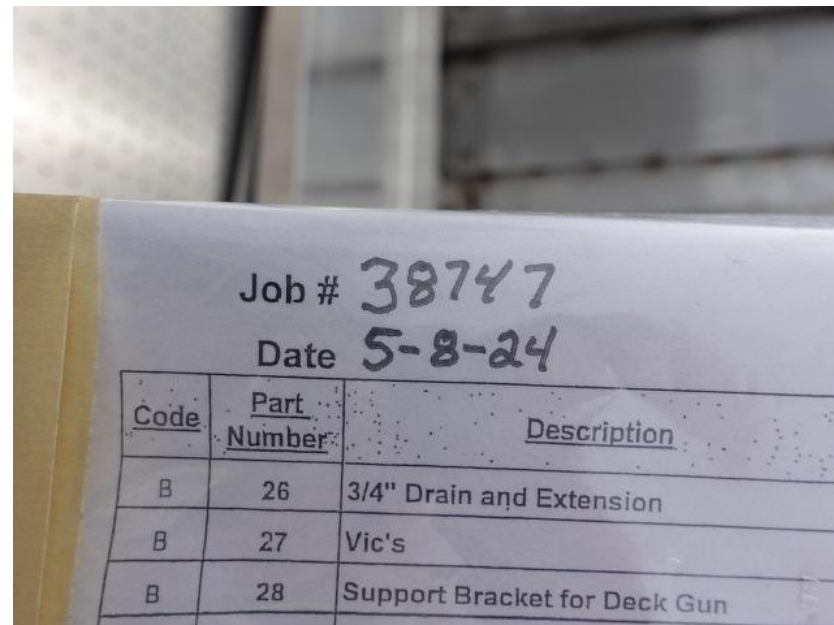 Job # 38747
Date 5-8-24
Code Part Number Description
B 26 3/4" Drain and Extension
B 27 Vic's
B 28 Support Bracket for Deck Gun